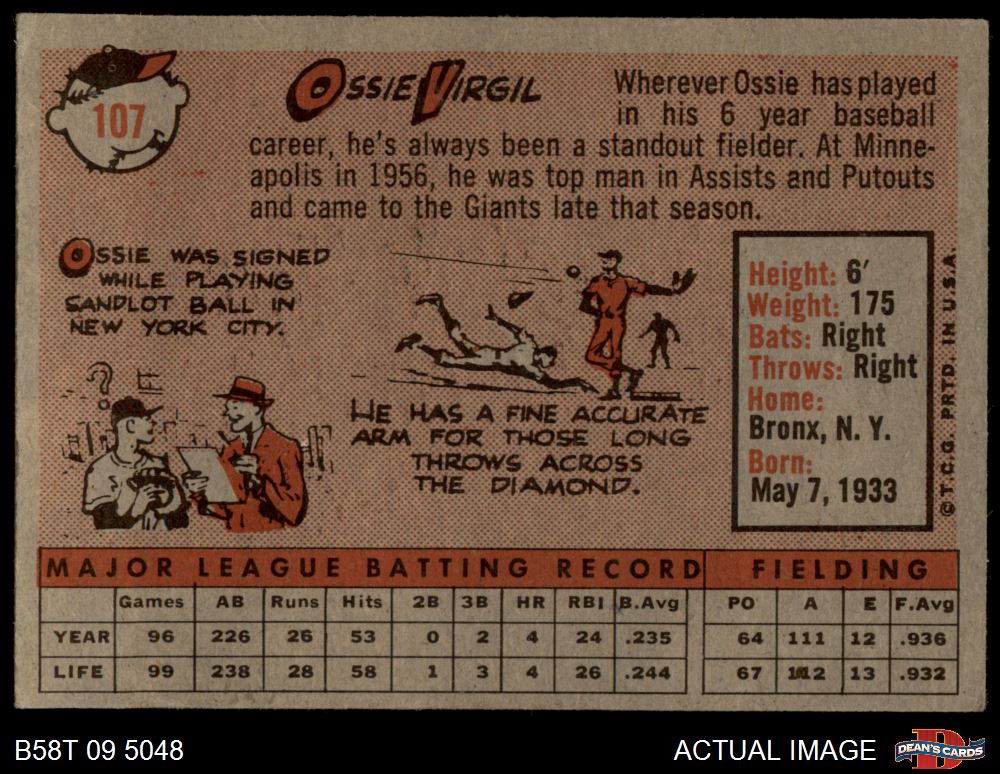 107
OSSIE VIRGIL
Wherever Ossie has played
in his 6 year baseball
career, he's always been a standout fielder. At Minne-
apolis in 1956, he was top man in Assists and Putouts
and came to the Giants late that season.
OSSIE WAS SIGNED
WHILE PLAYING
SANDLOT BALL IN
NEW YORK CITY.
?
HE HAS A FINE ACCURATE
ARM FOR THOSE LONG
THROWS ACROSS
THE DIAMOND.
Height: 6'
Weight: 175
Bats: Right
Throws: Right
Home:
Bronx, N. Y.
Born:
May 7, 1933
©T.C.G. PRTD. IN U.S.A.
MAJOR LEAGUE BATTING RECORD FIELDING
Games AB Runs Hits 2B 3B HR RBI B.Avg PO A E F.Avg
YEAR 96 226 26 53 0 2 4 24 .235 64 111 12 .936
LIFE 99 238 28 58 1 3 4 26 .244 67 112 13 .932
B58T 09 5048
ACTUAL IMAGE
D
DEAN'S CARDS